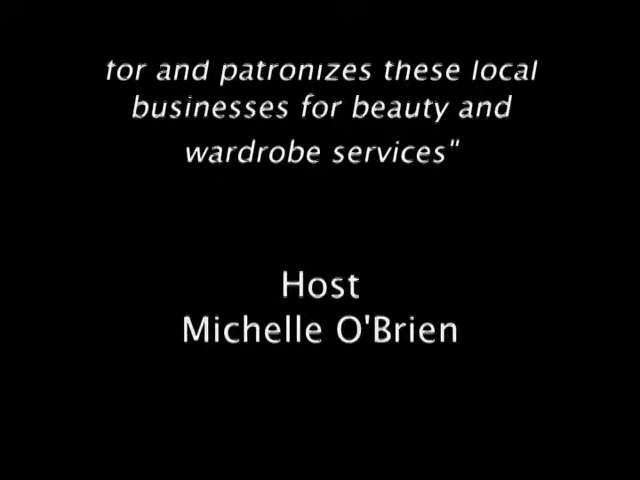 for and patronizes these local
businesses for beauty and
wardrobe services"
Host
Michelle O'Brien